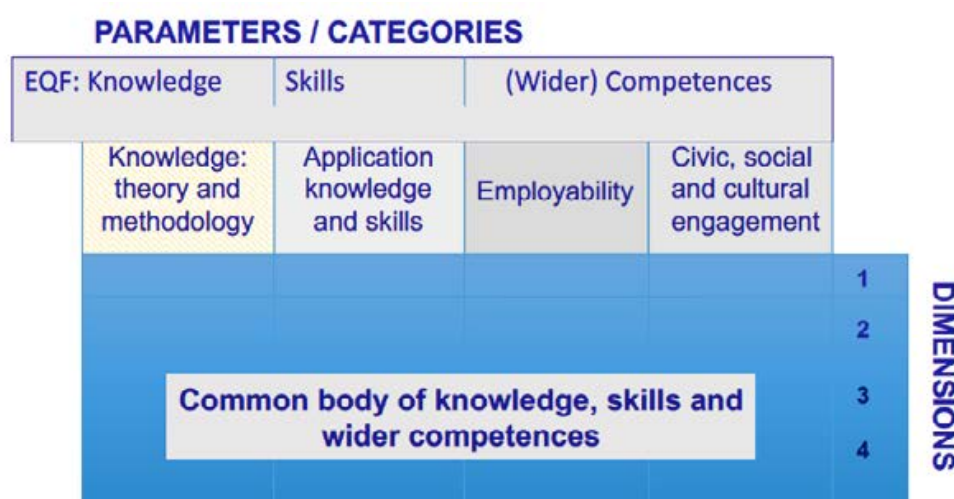 PARAMETERS / CATEGORIES
EQF: Knowledge Skills (Wider) Competences
Knowledge:
theory and
methodology
Application
knowledge
and skills
Employability
Civic, social
and cultural
engagement
1
2
3
4
DIMENSIONS
Common body of knowledge, skills and
wider competences